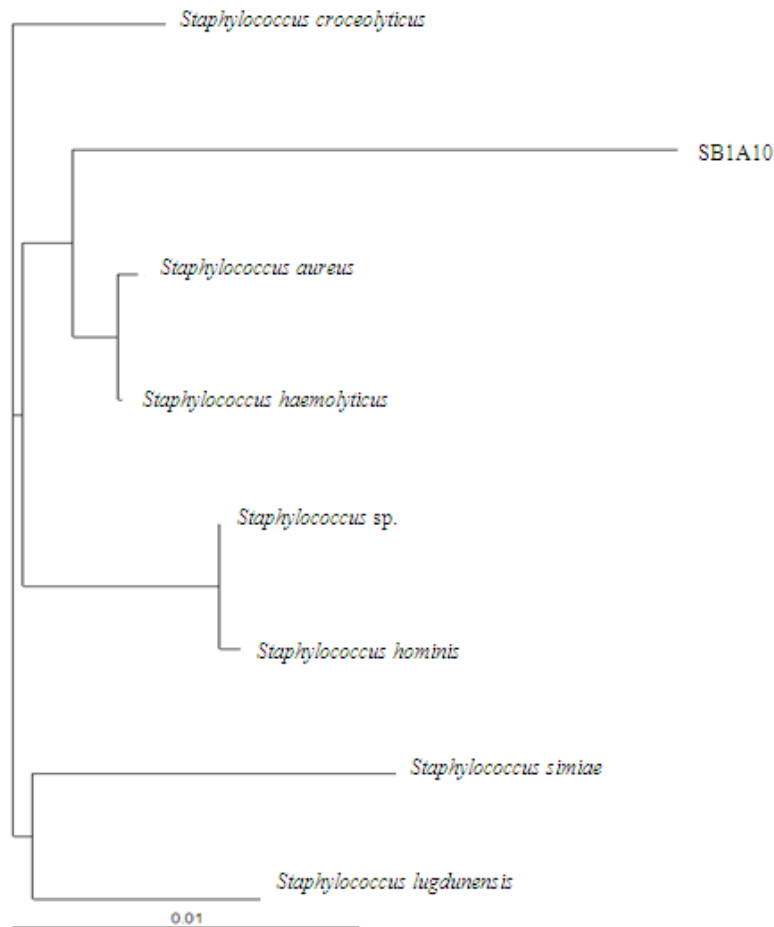 Staphylococcus croceolyticus
SB1A10
Staphylococcus aureus
Staphylococcus haemolyticus
Staphylococcus sp.
Staphylococcus hominis
Staphylococcus simiae
Staphylococcus lugdunensis
0.01